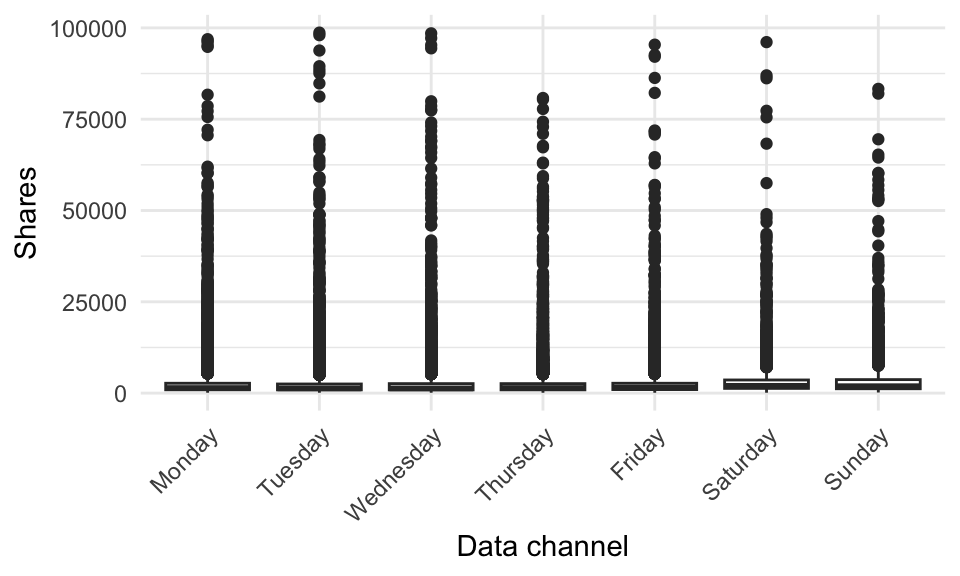 100000
75000
50000
25000
0
Shares
Monday
Tuesday
Wednesday
Thursday
Friday
Saturday
Sunday
Data channel